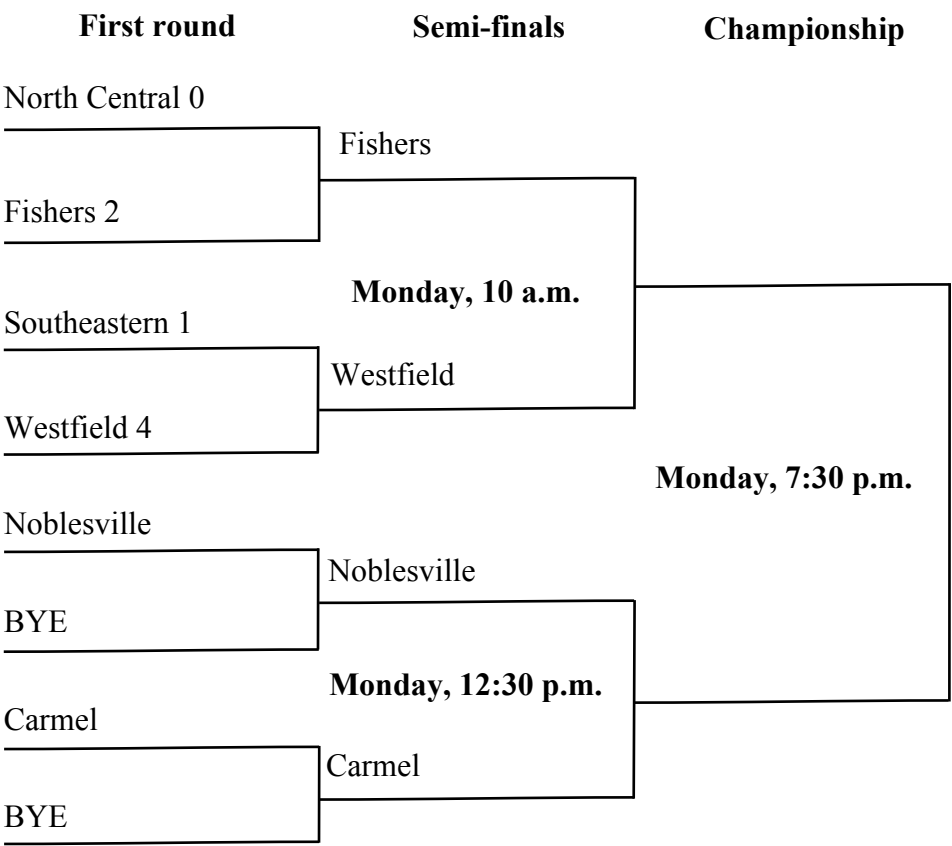 First round
Semi-finals
Championship
North Central 0
Fishers
Fishers 2
Monday, 10 a.m.
Southeastern 1
Westfield
Westfield 4
Monday, 7:30 p.m.
Noblesville
Noblesville
BYE
Monday, 12:30 p.m.
Carmel
Carmel
BYE